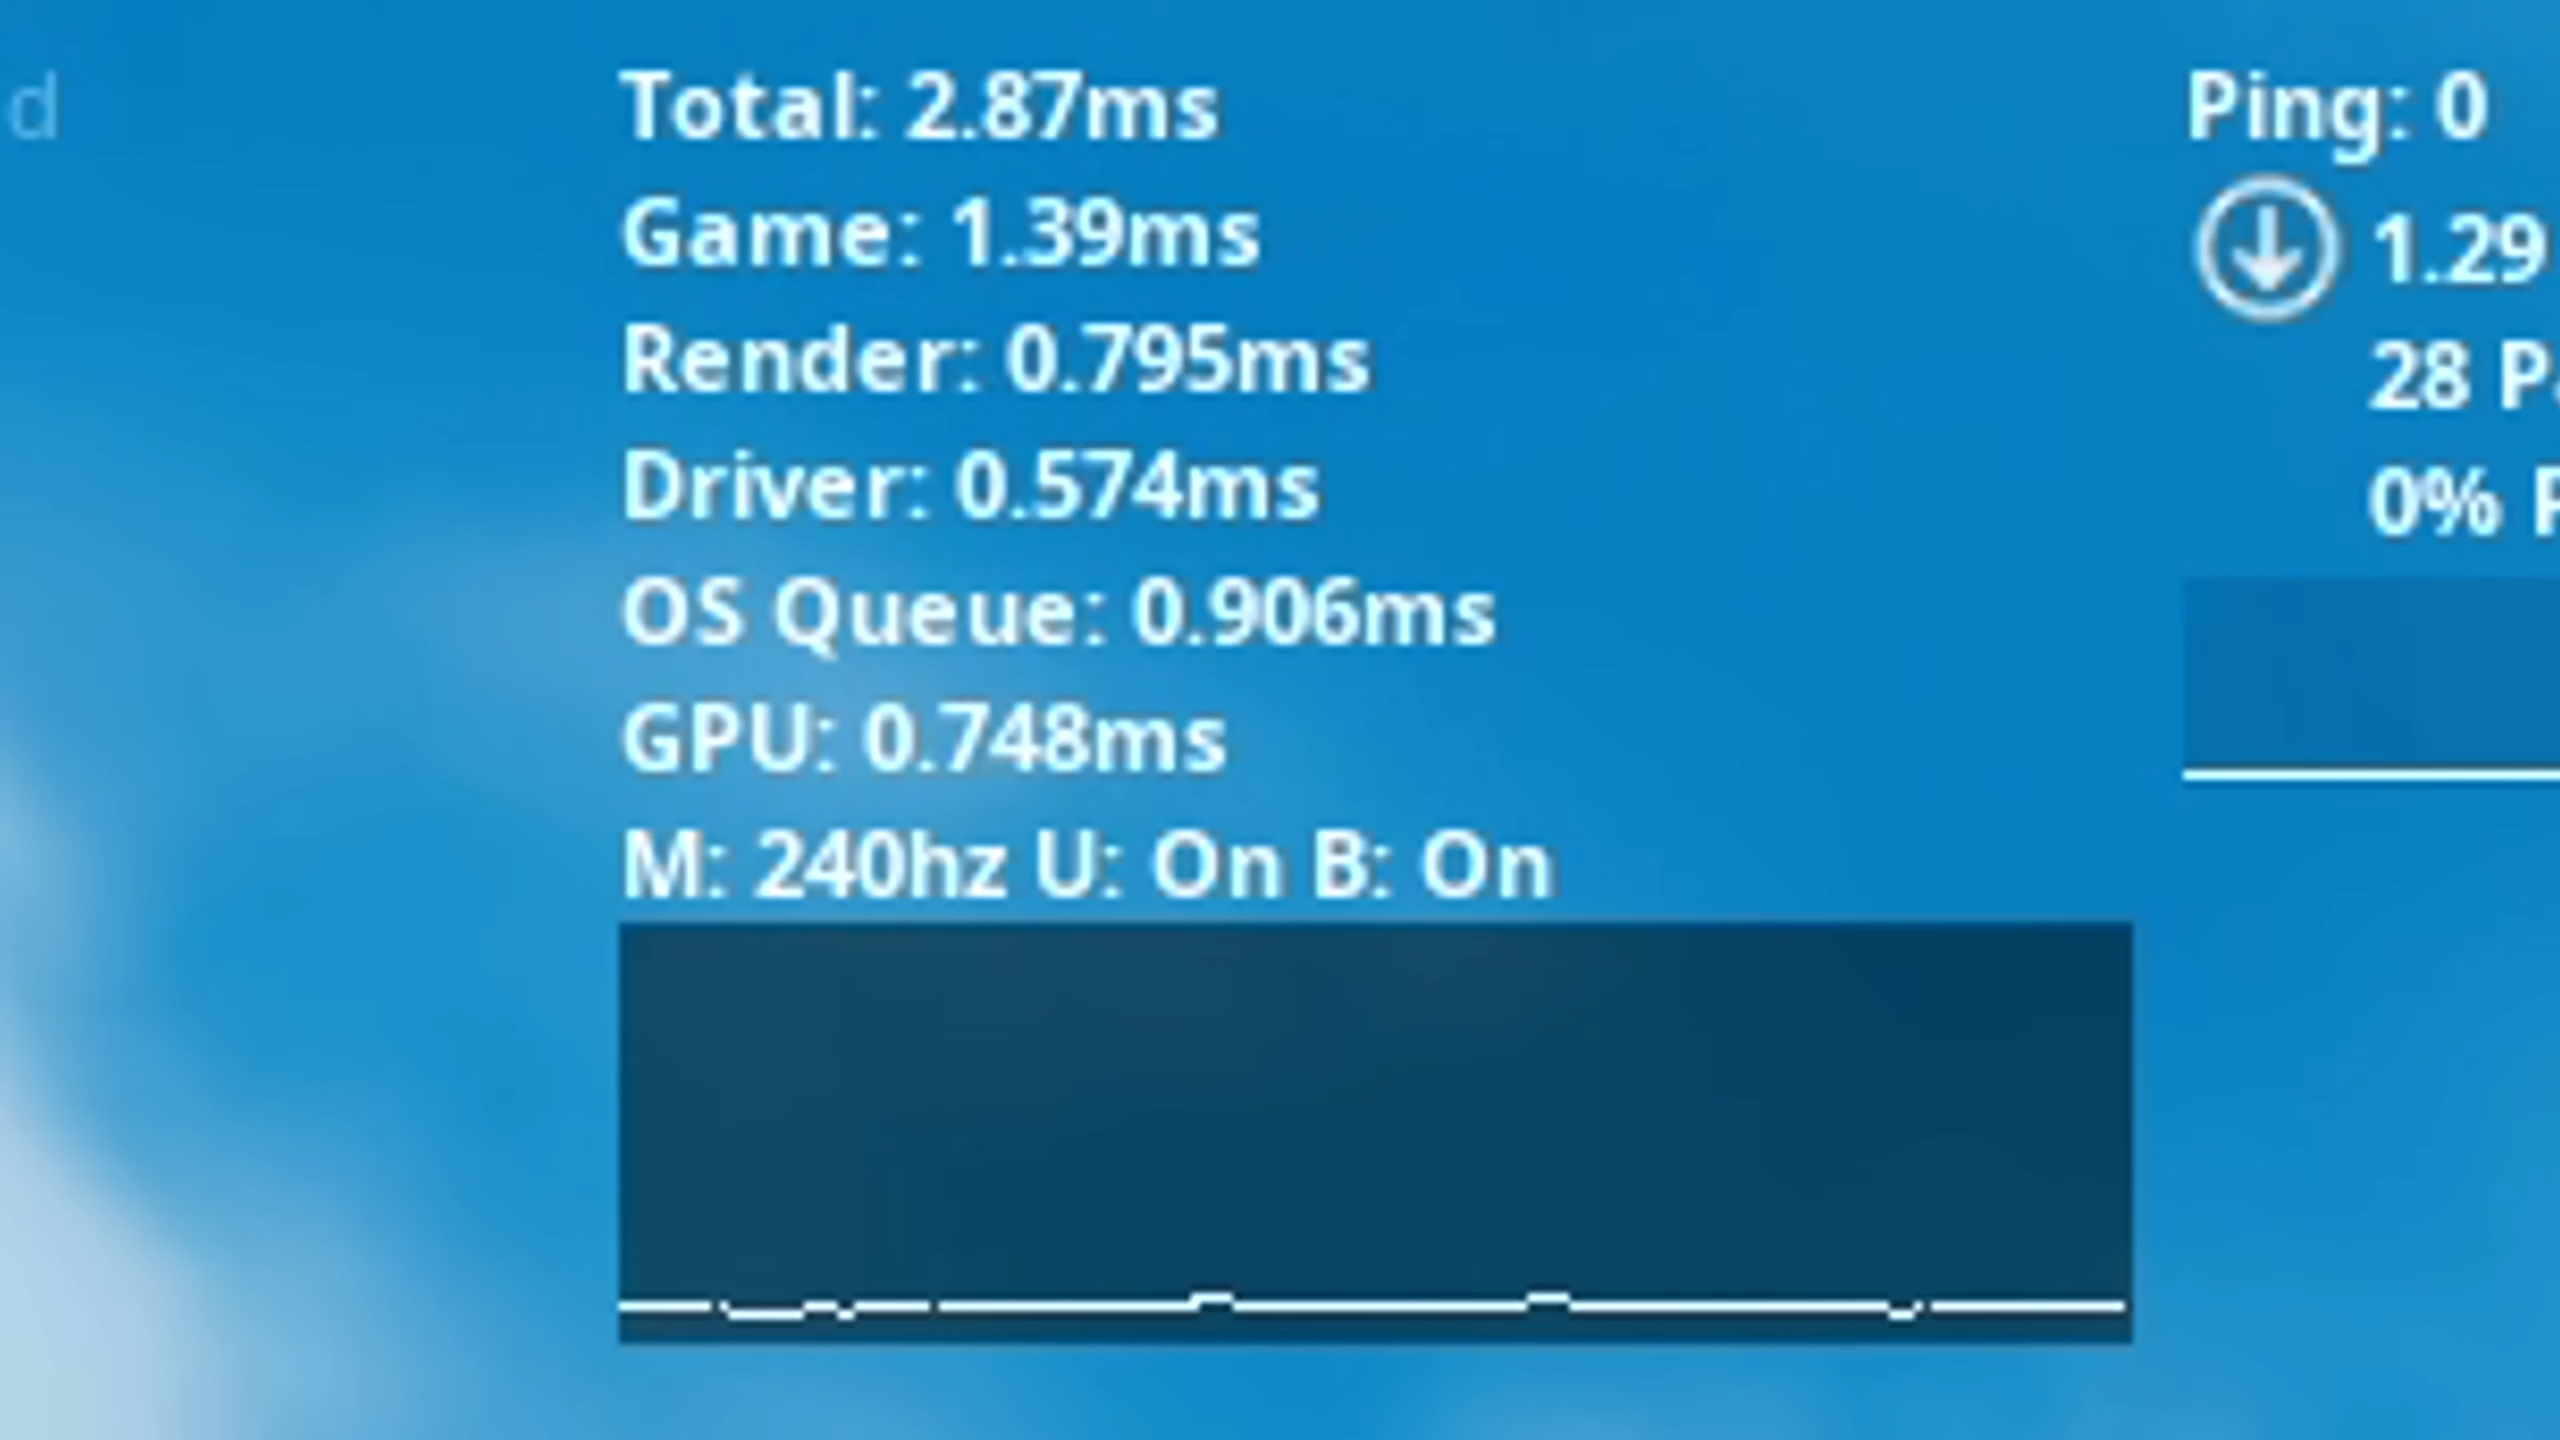 d
Total: 2.87ms
Game: 1.39ms
Render: 0.795ms
Driver: 0.574ms
OS Queue: 0.906ms
GPU: 0.748ms
M: 240hz U: On B: On
Ping: 0
1.29
28
0%